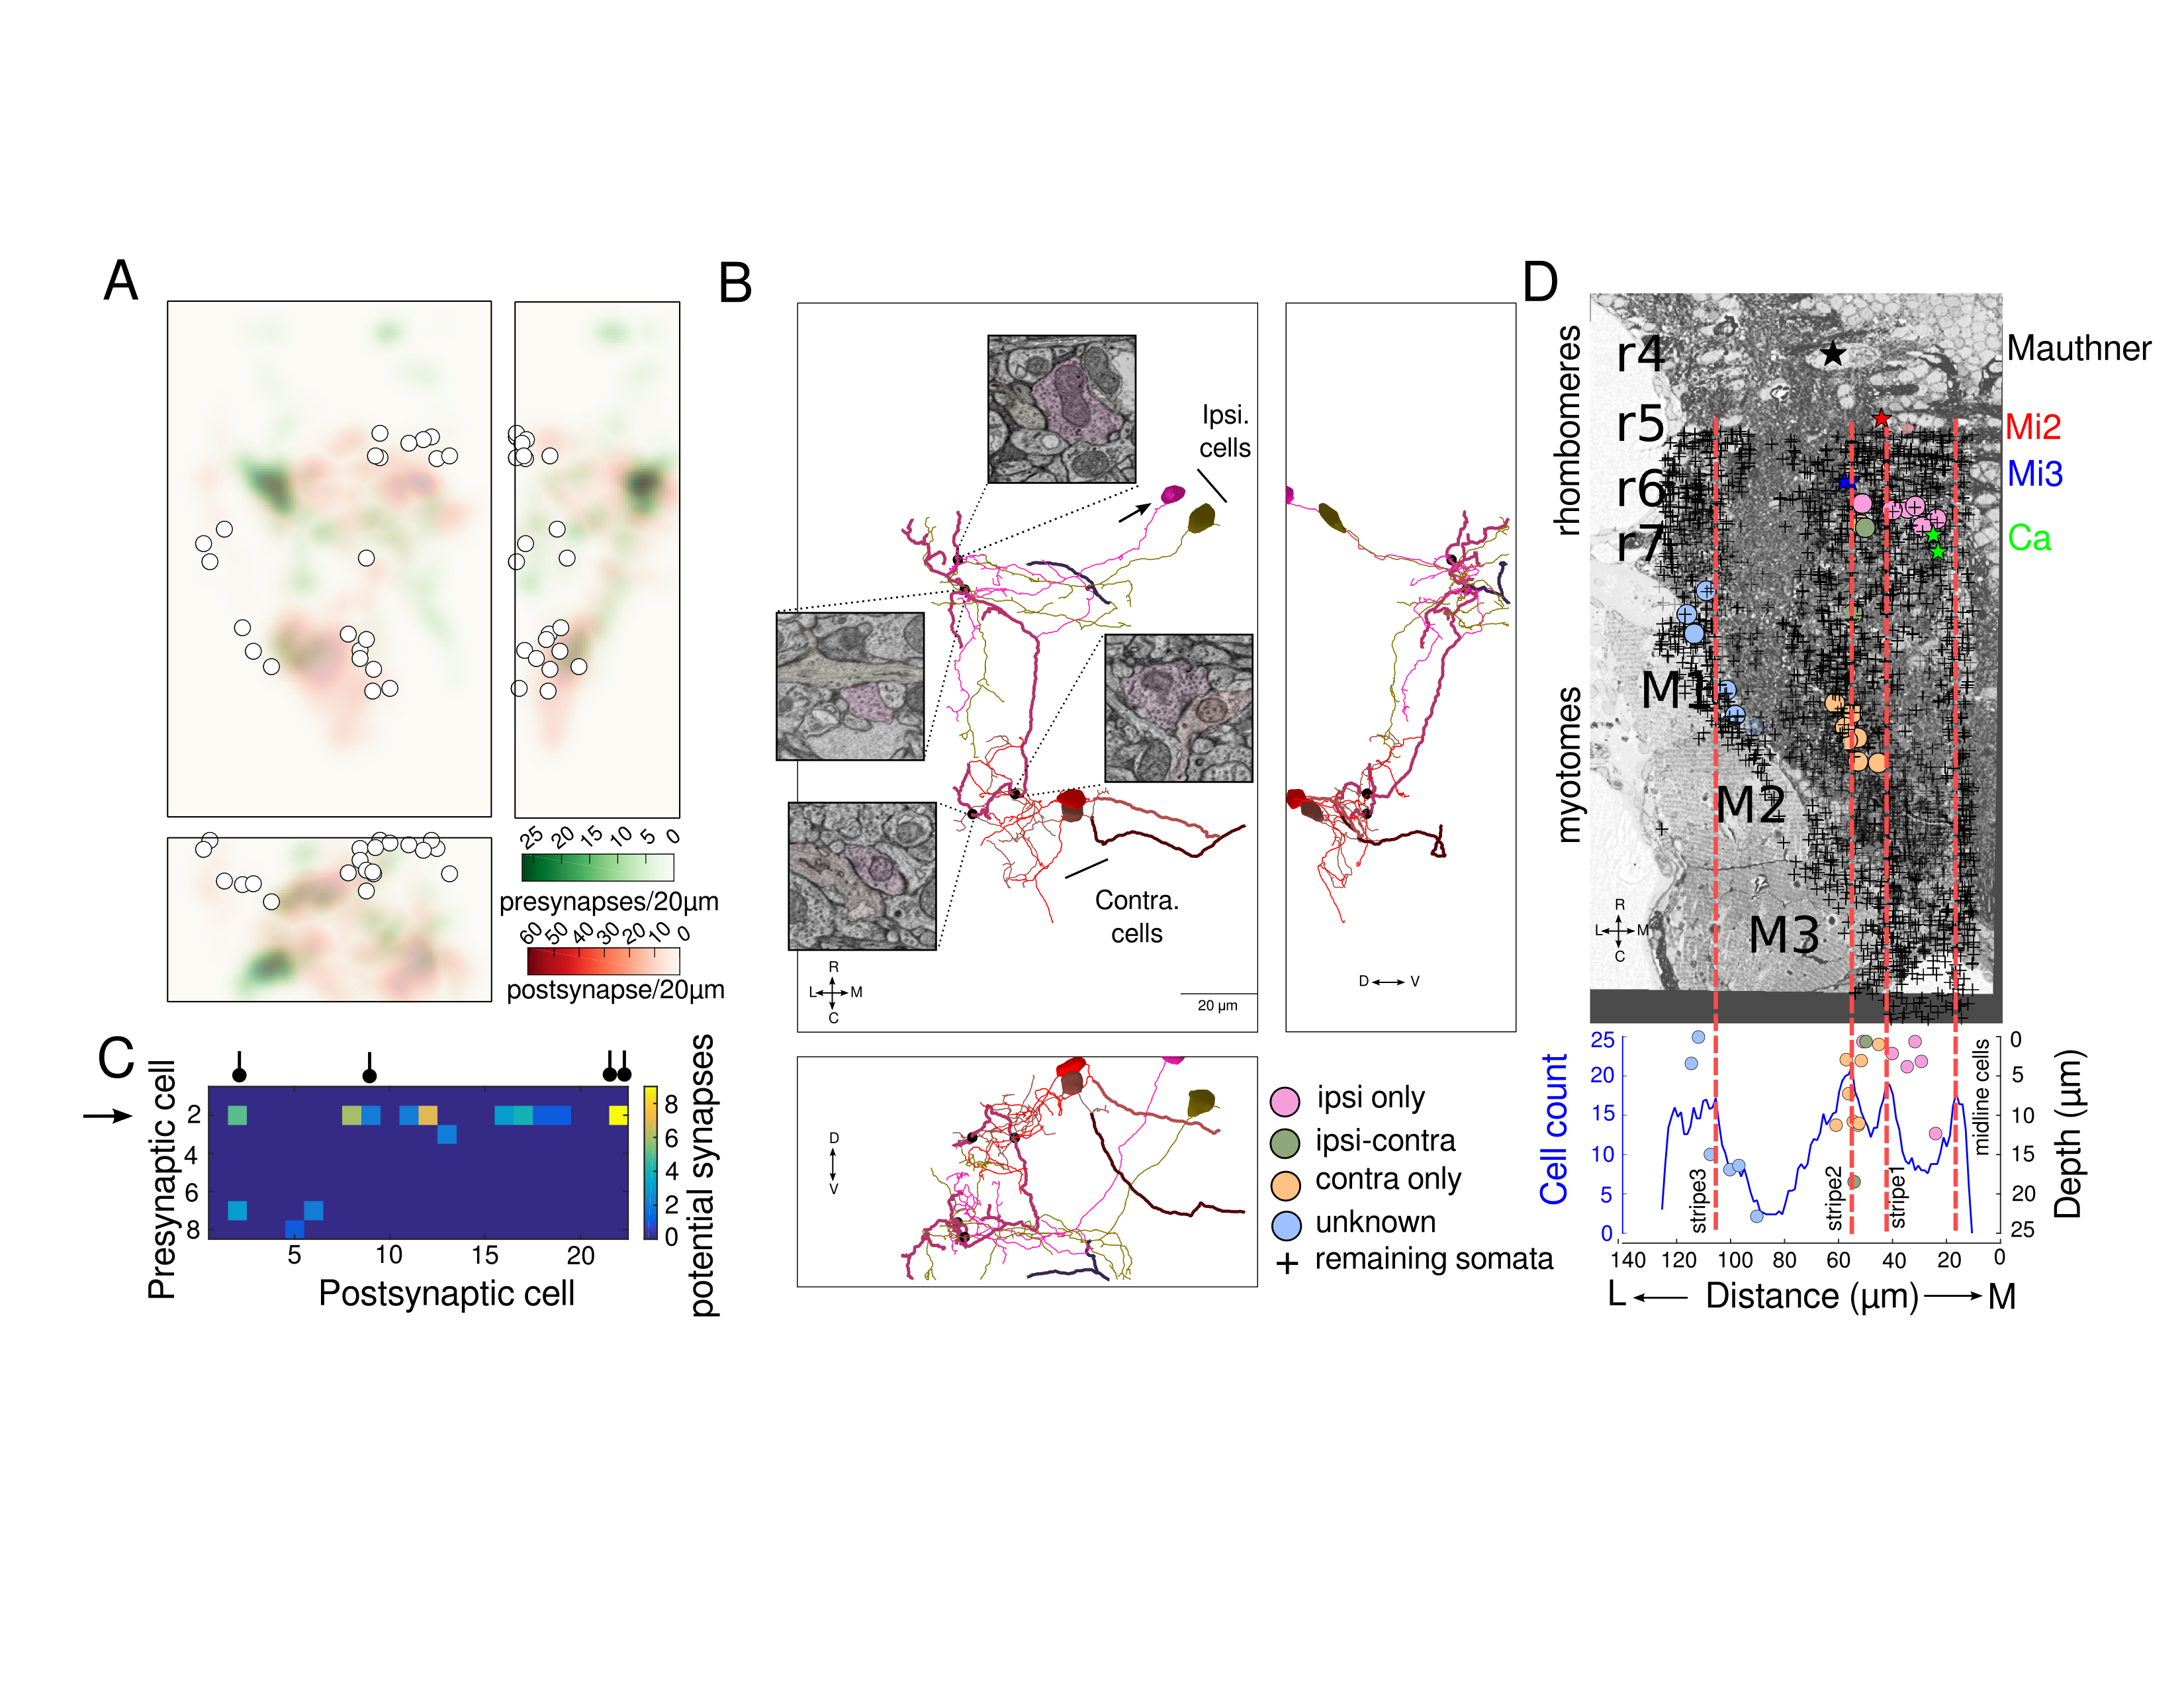 A
25 20 15 10 5 0
presynapses/20µm
60 50 40 30 20 10 0
postsynapse/20µm
B
Ipsi.
cells
Contra.
cells
R
L M
C
20 µm
D V
D
V
ipsi only
ipsi-contra
contra only
unknown
+ remaining somata
C
Presynaptic cell
2
4
6
8
5 10 15 20
Postsynaptic cell
8
6
4
2
0
potential synapses
D
rhombomeres
myotomes
r4
r5
r6
r7
M1
M2
M3
R
L M
C
Mauthner
Mi2
Mi3
Ca
Cell count
25
20
15
10
5
0
stripe3
stripe2
stripe1
midline cells
0
5
10
15
20
25
Depth (µm)
140 120 100 80 60 40 20 0
L Distance (µm) M